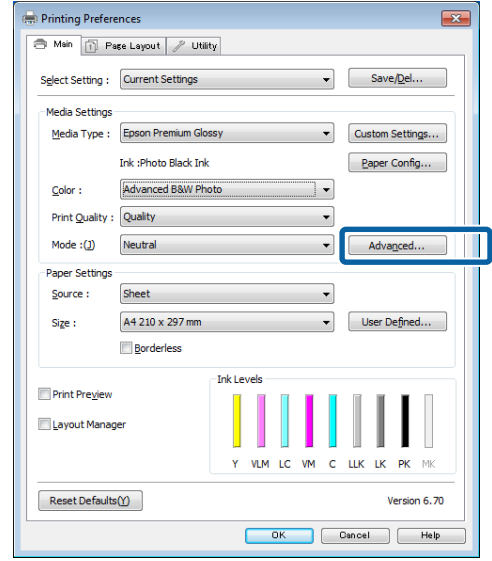 Printing Preferences
Main Page Layout Utility
Select Setting : Current Settings Save/Del...
Media Settings
Media Type : Epson Premium Glossy Custom Settings...
Ink :Photo Black Ink Paper Config...
Color : Advanced B&W Photo
Print Quality : Quality
Mode :(J) Neutral Advanced...
Paper Settings
Source : Sheet
Size : A4 210 x 297 mm User Defined...
Borderless
Ink Levels
Print Preview
Layout Manager
Y VLM LC VM C LLK LK PK MK
Reset Defaults(Y) Version 6.70
OK Cancel Help